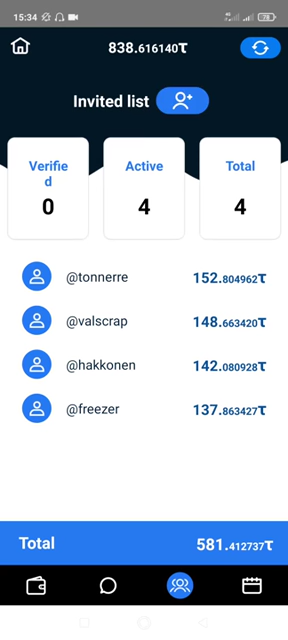 15:34
838.616140τ
Invited list
Verifie
d
0
Active
4
Total
4
@tonnerre 152.804962τ
@valscrap 148.663420τ
@hakkonen 142.080928τ
@freezer 137.863427τ
Total 581.412737τ